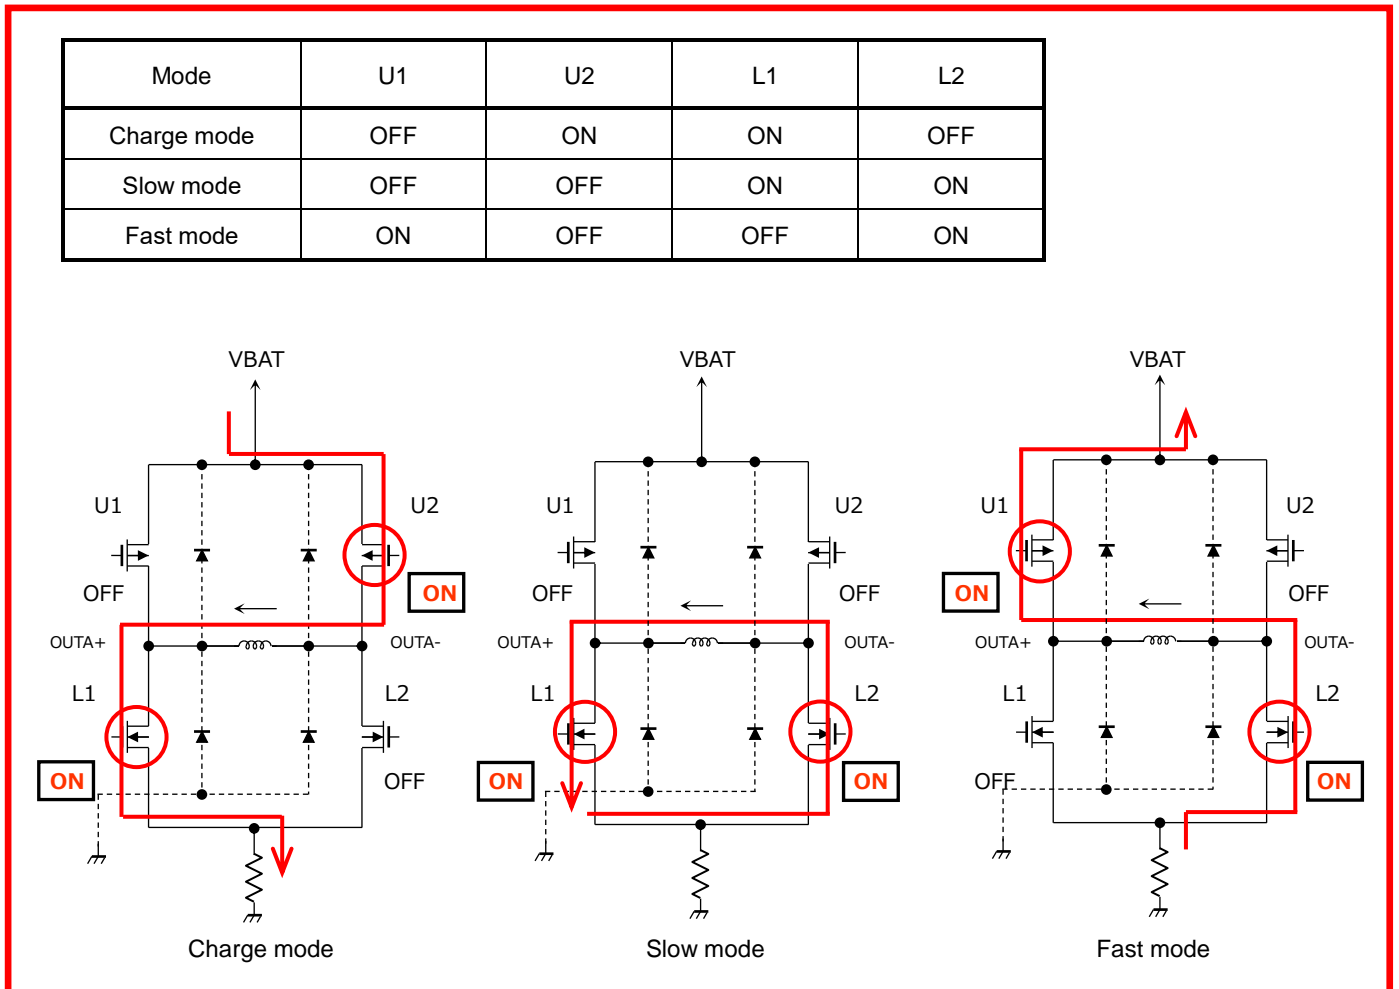 Mode U1 U2 L1 L2
Charge mode OFF ON ON OFF
Slow mode OFF OFF ON ON
Fast mode ON OFF OFF ON
VBAT
U1 U2
OFF ON
OUTA+ OUTA-
L1 L2
ON OFF
Charge mode
VBAT
U1 U2
OFF OFF
OUTA+ OUTA-
L1 L2
ON ON
Slow mode
VBAT
U1 U2
ON OFF
OUTA+ OUTA-
L1 L2
OFF ON
Fast mode